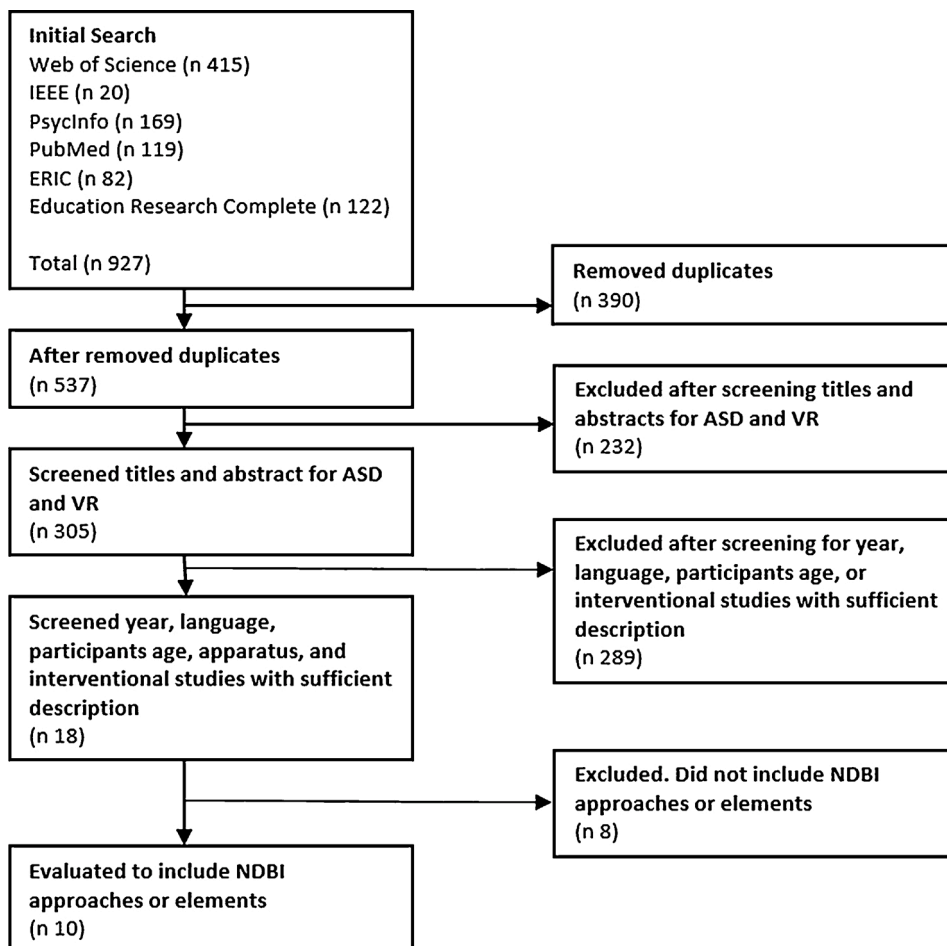 Initial Search
Web of Science (n 415)
IEEE (n 20)
PsycInfo (n 169)
PubMed (n 119)
ERIC (n 82)
Education Research Complete (n 122)
Total (n 927)
Removed duplicates
(n 390)
After removed duplicates
(n 537)
Excluded after screening titles and
abstracts for ASD and VR
(n 232)
Screened titles and abstract for ASD
and VR
(n 305)
Excluded after screening for year,
language, participants age, or
interventional studies with sufficient
description
(n 289)
Screened year, language,
participants age, apparatus, and
interventional studies with sufficient
description
(n 18)
Excluded. Did not include NDBI
approaches or elements
(n 8)
Evaluated to include NDBI
approaches or elements
(n 10)